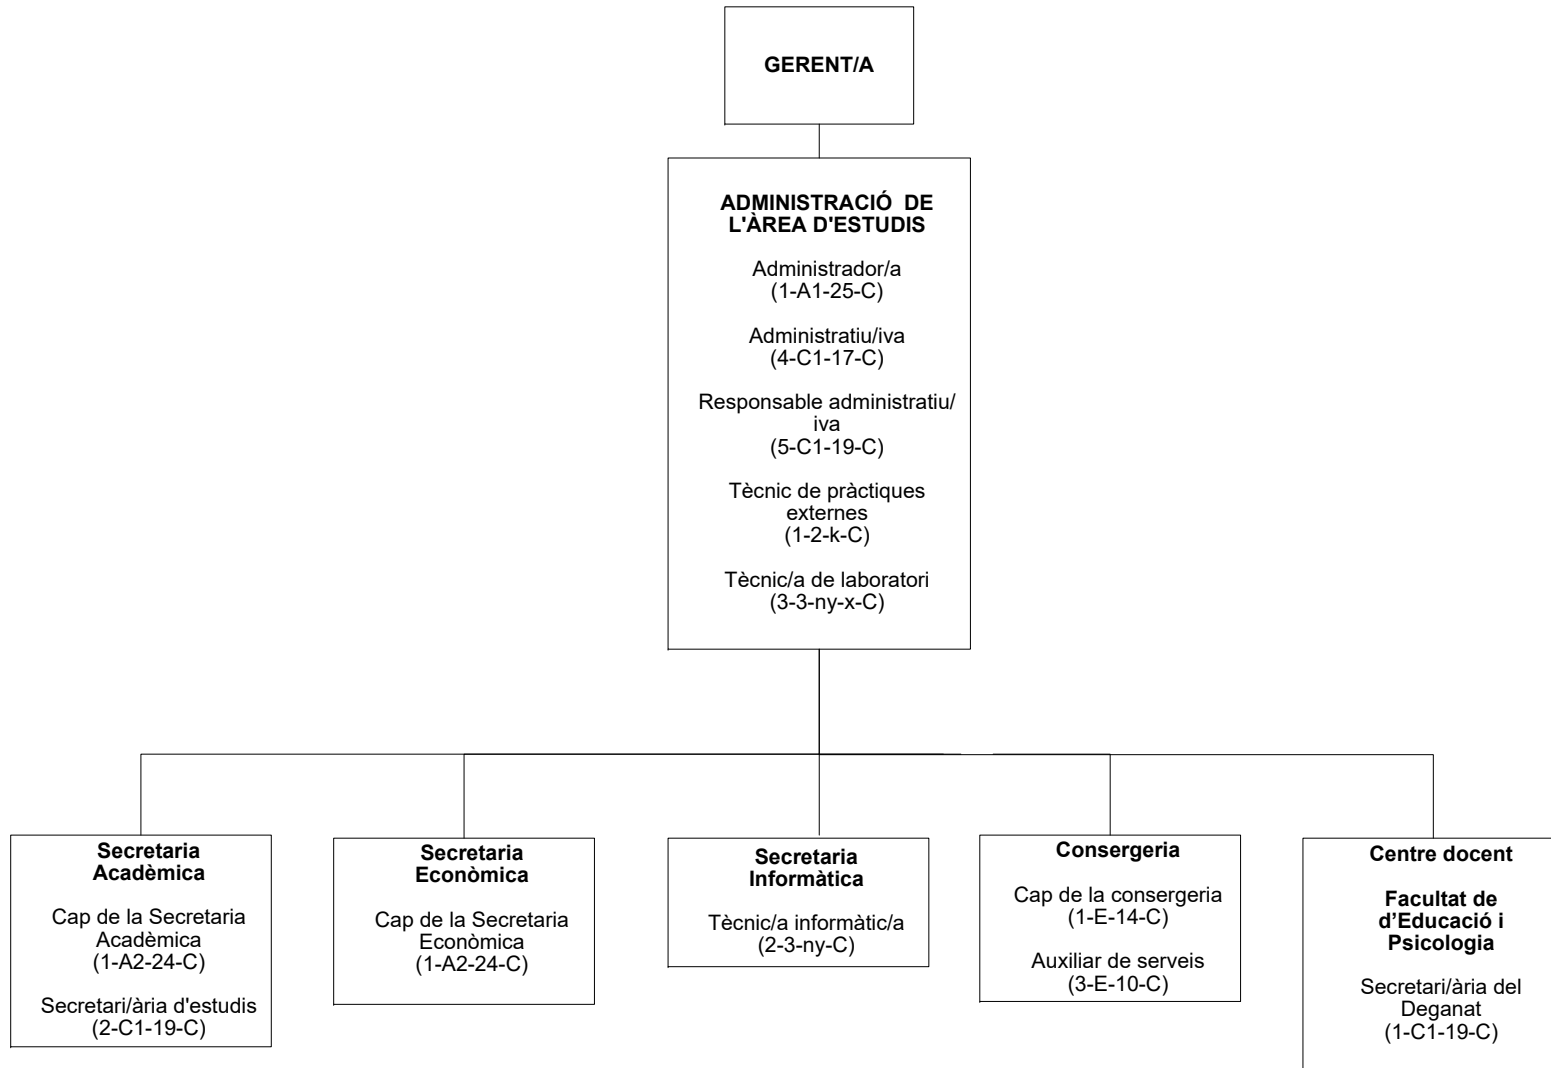 GERENT/A
ADMINISTRACIÓ DE
L'ÀREA D'ESTUDIS
Administrador/a
(1-A1-25-C)
Administratiu/iva
(4-C1-17-C)
Responsable administratiu/
iva
(5-C1-19-C)
Tècnic de pràctiques
externes
(1-2-k-C)
Tècnic/a de laboratori
(3-3-ny-x-C)
Secretaria
Acadèmica
Cap de la Secretaria
Acadèmica
(1-A2-24-C)
Secretari/ària d'estudis
(2-C1-19-C)
Secretaria
Econòmica
Cap de la Secretaria
Econòmica
(1-A2-24-C)
Secretaria
Informàtica
Tècnic/a informàtic/a
(2-3-ny-C)
Consergeria
Cap de la consergeria
(1-E-14-C)
Auxiliar de serveis
(3-E-10-C)
Centre docent
Facultat de
d’Educació i
Psicologia
Secretari/ària del
Deganat
(1-C1-19-C)